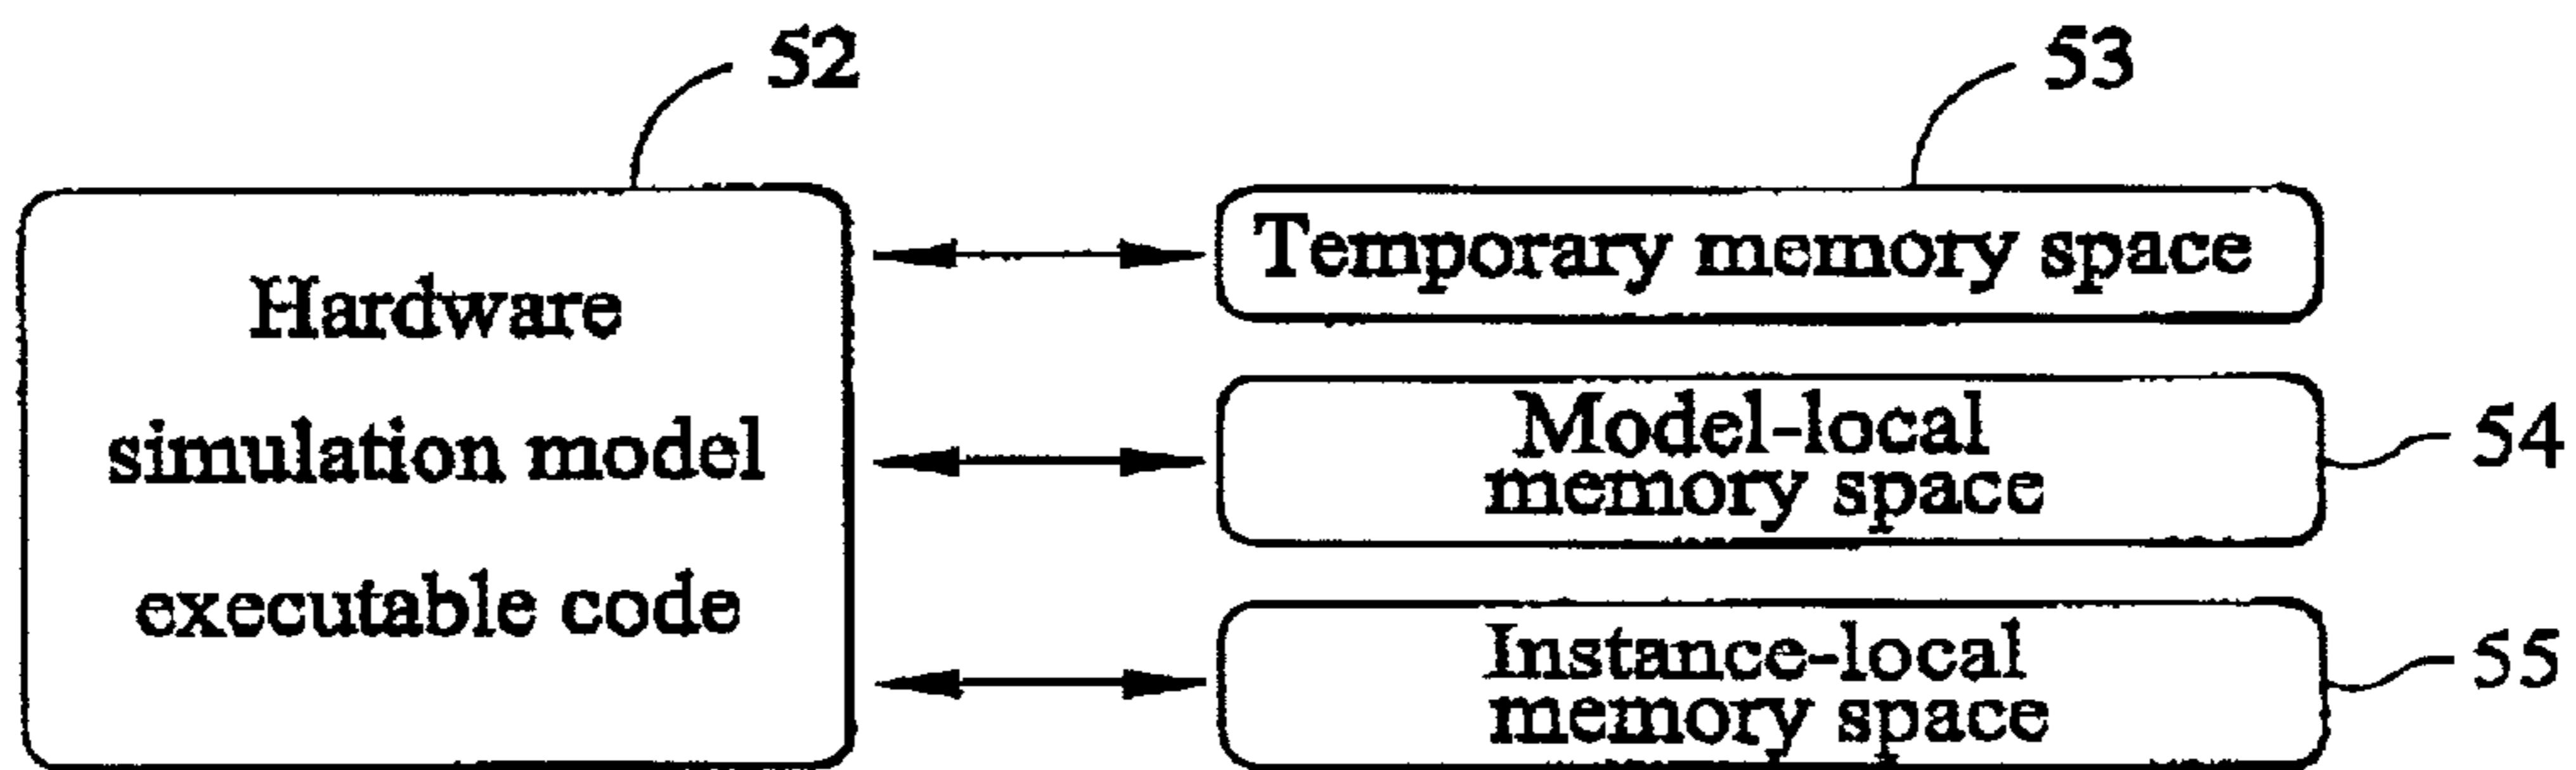 52
53
Hardware
simulation model
executable code
Temporary memory space
Model-local
memory space
54
Instance-local
memory space
55